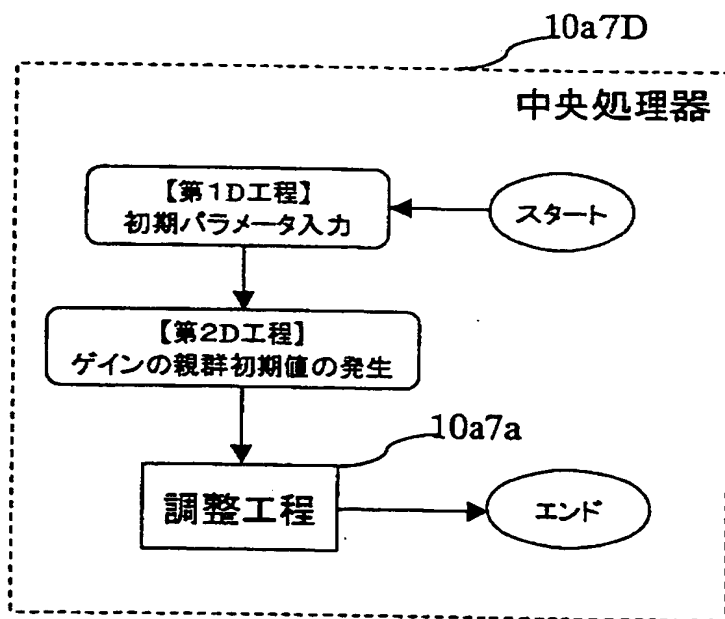 10a7D
中央処理器
【第1D工程】
初期パラメータ入力
スタート
【第2D工程】
ゲインの親群初期値の発生
10a7a
調整工程
エンド